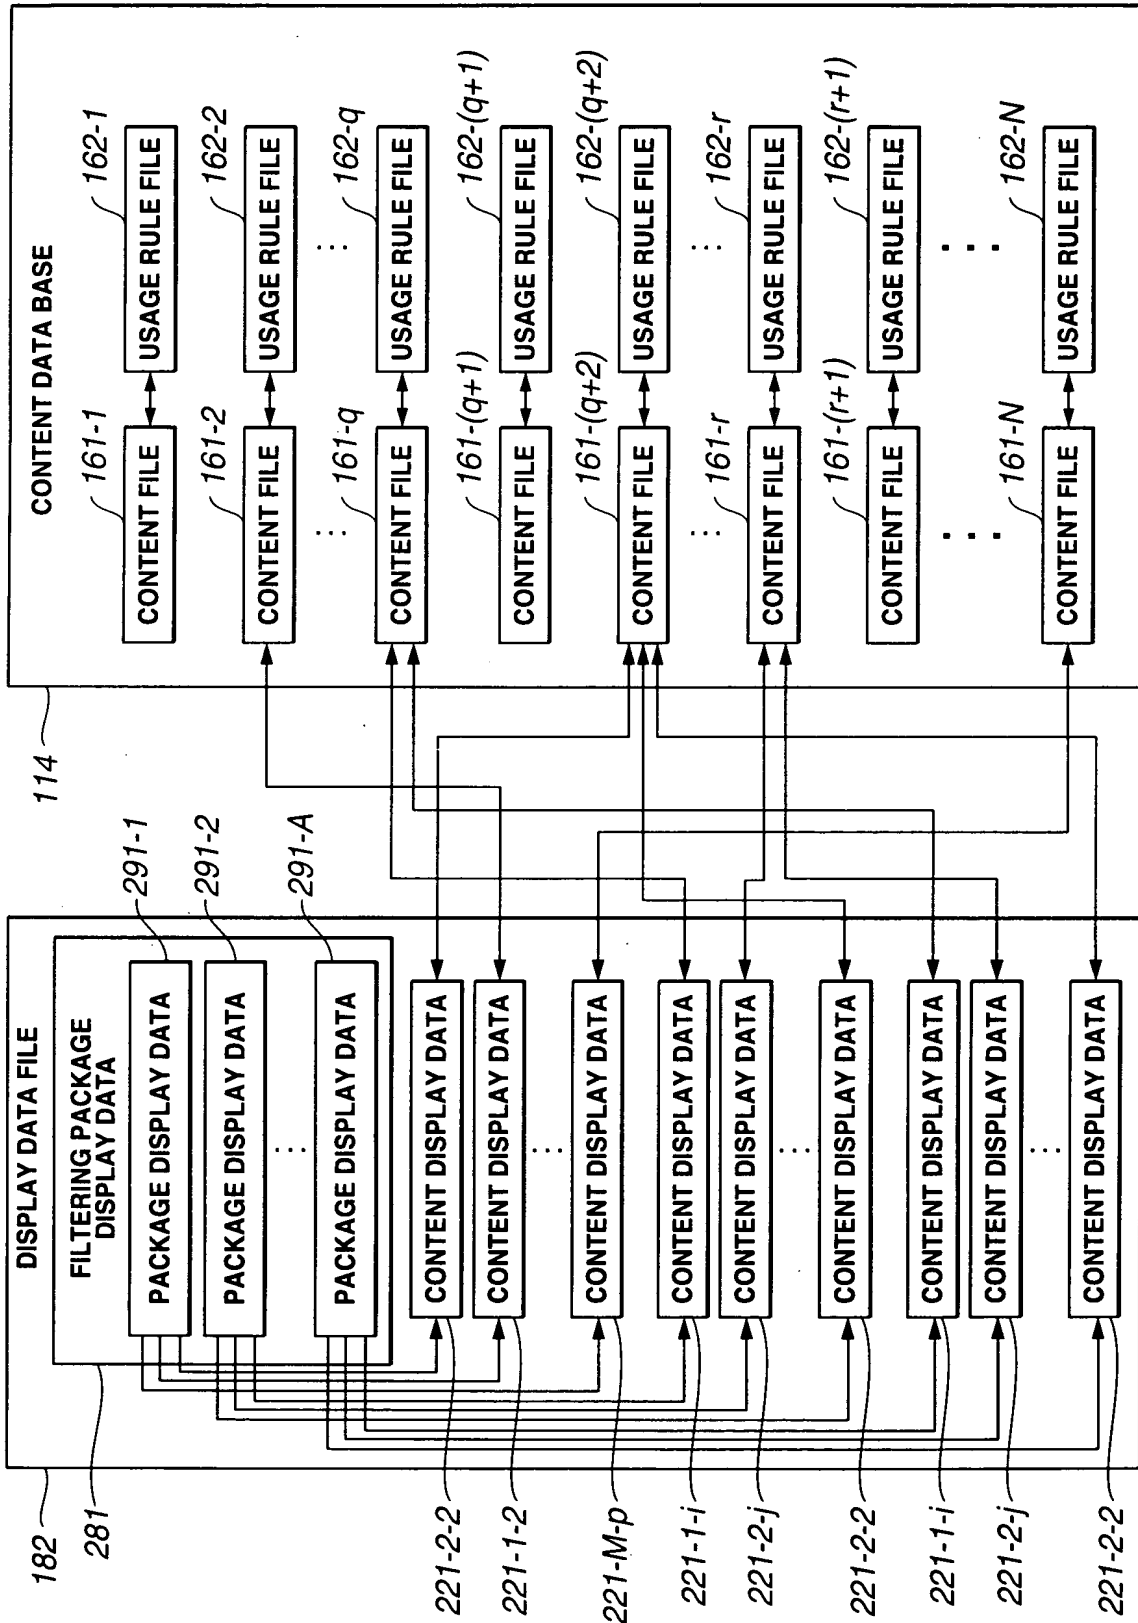 DISPLAY DATA FILE
182
FILTERING PACKAGE
DISPLAY DATA
281
PACKAGE DISPLAY DATA
291-1
PACKAGE DISPLAY DATA
291-2
...
PACKAGE DISPLAY DATA
291-A
CONTENT DISPLAY DATA
221-2-2
CONTENT DISPLAY DATA
221-1-2
...
CONTENT DISPLAY DATA
221-M-p
CONTENT DISPLAY DATA
221-1-i
CONTENT DISPLAY DATA
221-2-j
...
CONTENT DISPLAY DATA
221-2-2
CONTENT DISPLAY DATA
221-1-i
CONTENT DISPLAY DATA
221-2-j
...
CONTENT DISPLAY DATA
221-2-2
114
CONTENT DATA BASE
161-1
CONTENT FILE
162-1
USAGE RULE FILE
161-2
CONTENT FILE
162-2
USAGE RULE FILE
... ...
161-q
CONTENT FILE
162-q
USAGE RULE FILE
161-(q+1)
CONTENT FILE
162-(q+1)
USAGE RULE FILE
161-(q+2)
CONTENT FILE
162-(q+2)
USAGE RULE FILE
... ...
161-r
CONTENT FILE
162-r
USAGE RULE FILE
161-(r+1)
CONTENT FILE
162-(r+1)
USAGE RULE FILE
... ...
161-N
CONTENT FILE
162-N
USAGE RULE FILE